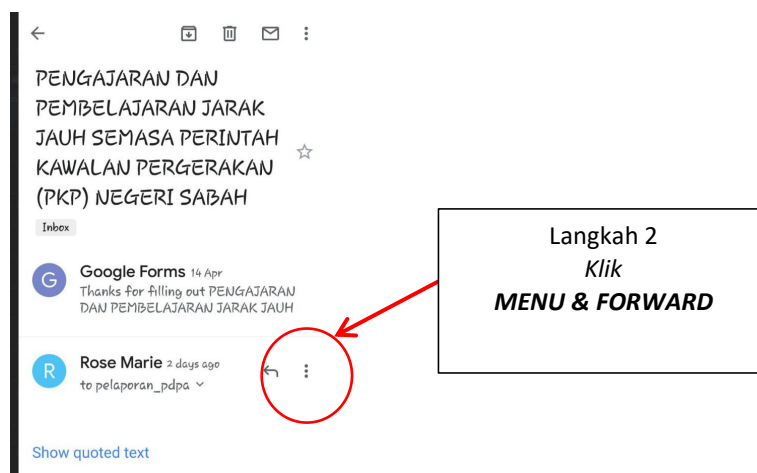 PENGAJARAN DAN
PEMBELAJARAN JARAK
JAUH SEMASA PERINTAH
KAWALAN PERGERAKAN
(PKP) NEGERI SABAH
Inbox
G
Google Forms 14 Apr
Thanks for filling out PENGAJARAN
DAN PEMBELAJARAN JARAK JAUH
R
Rose Marie 2 days ago
to pelaporan_pdpa
Show quoted text
Langkah 2
Klik
MENU & FORWARD